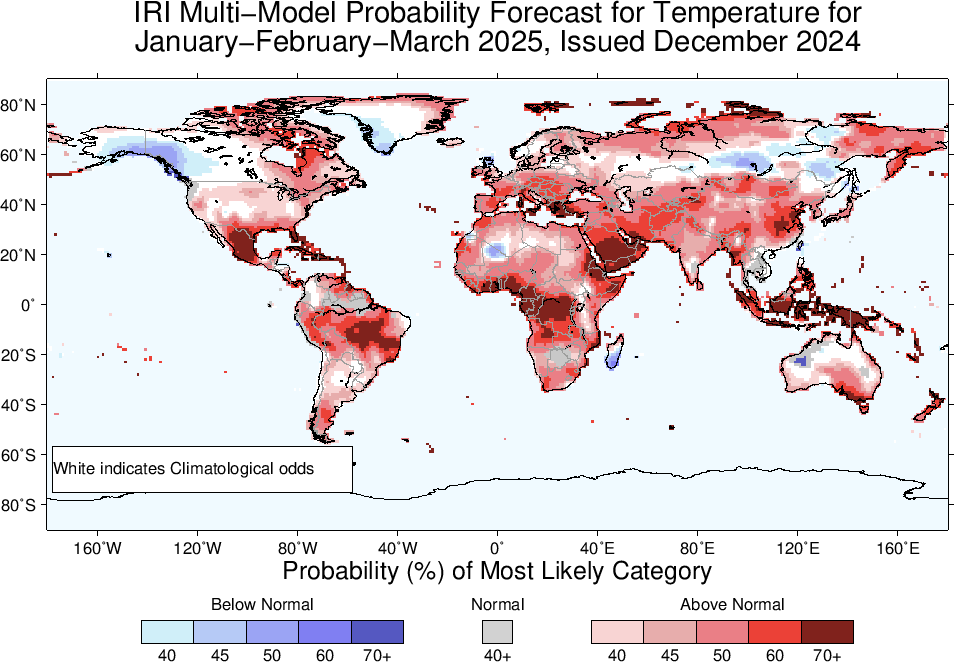 IRI Multi−Model Probability Forecast for Temperature for
January−February−March 2025, Issued December 2024
80˚N
60˚N
40˚N
20˚N
0˚
20˚S
40˚S
60˚S
80˚S
White indicates Climatological odds
160˚W 120˚W 80˚W 40˚W 0˚ 40˚E 80˚E 120˚E 160˚E
Probability (%) of Most Likely Category
Below Normal Normal Above Normal
40 45 50 60 70+ 40+ 40 45 50 60 70+